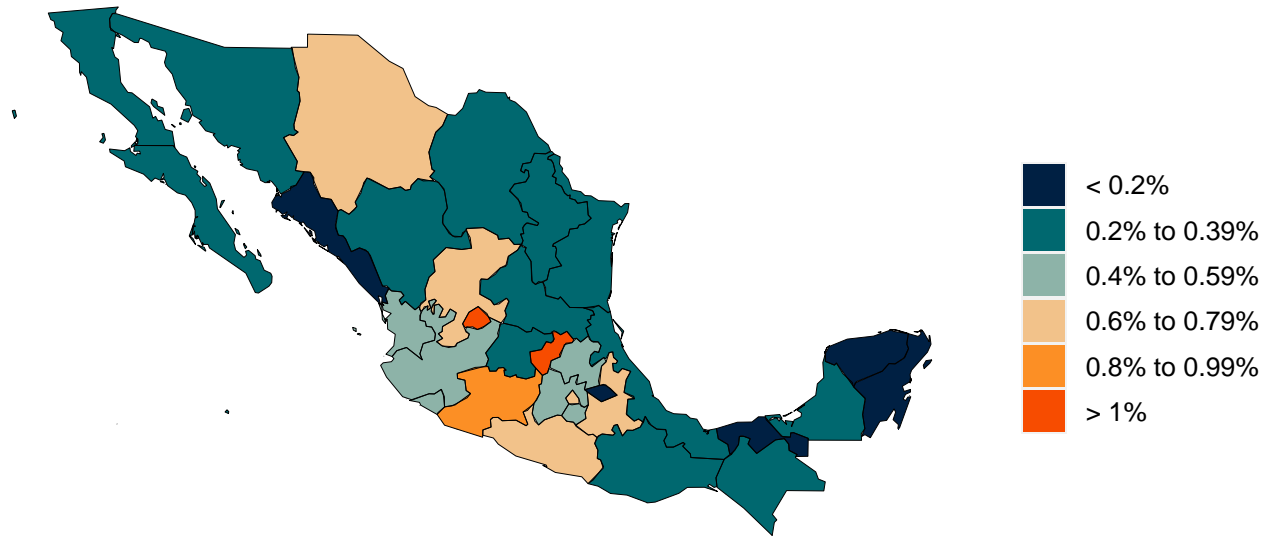 < 0.2%
0.2% to 0.39%
0.4% to 0.59%
0.6% to 0.79%
0.8% to 0.99%
> 1%